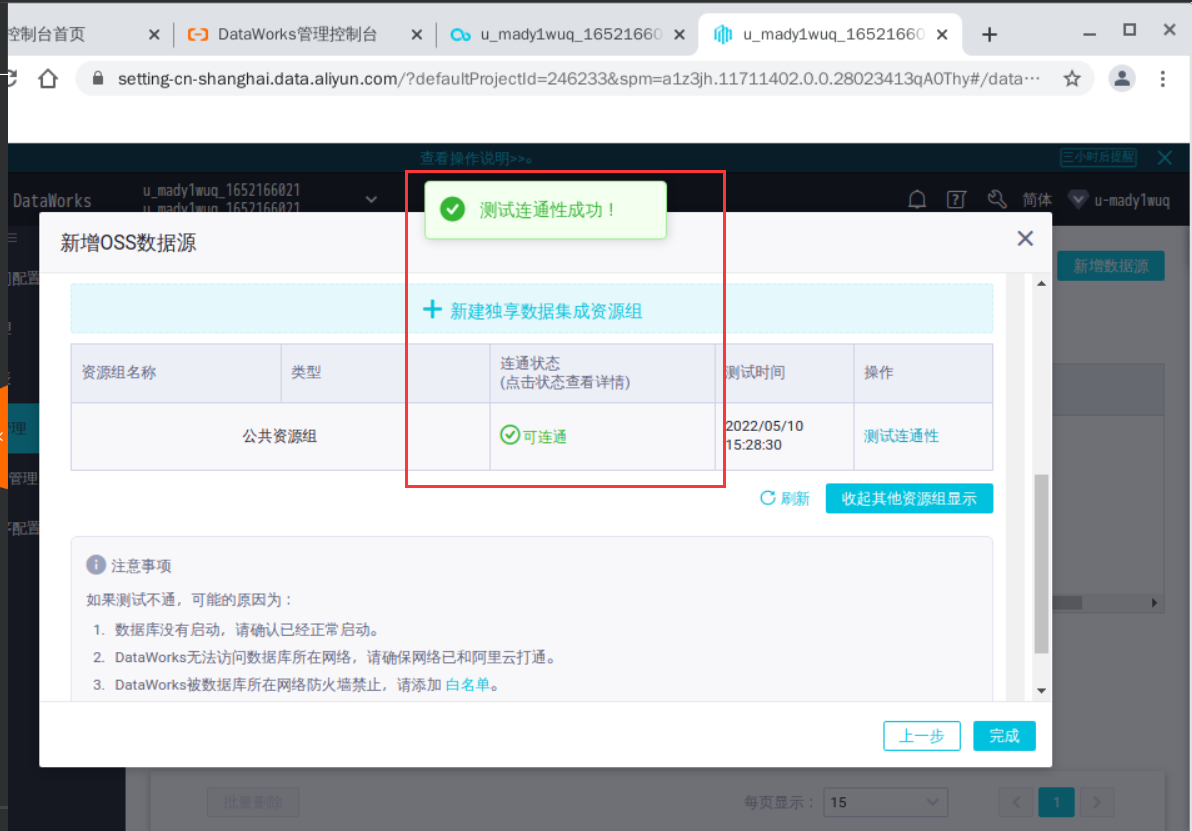 控制台首页
DataWorks管理控制台
u_mady1wuq_16521660
u_mady1wuq_16521660
setting-cn-shanghai.data.aliyun.com/?defaultProjectId=246233&spm=a1z3jh.11711402.0.0.28023413qA0Thy#/data…
查看操作说明>>。
三小时后提醒
DataWorks
u_mady1wuq_1652166021
u_mady1wuq_1652166021
简体
u-mady1wuq
测试连通性成功！
新增OSS数据源
新增数据源
配置
新建独享数据集成资源组
资源组名称
类型
连通状态
(点击状态查看详情)
测试时间
操作
公共资源组
可连通
2022/05/10
15:28:30
测试连通性
理
管理
配置
刷新
收起其他资源组显示
注意事项
如果测试不通，可能的原因为：
1. 数据库没有启动，请确认已经正常启动。
2. DataWorks无法访问数据库所在网络，请确保网络已和阿里云打通。
3. DataWorks被数据库所在网络防火墙禁止，请添加 白名单。
上一步
完成
批量删除
每页显示：
15
1